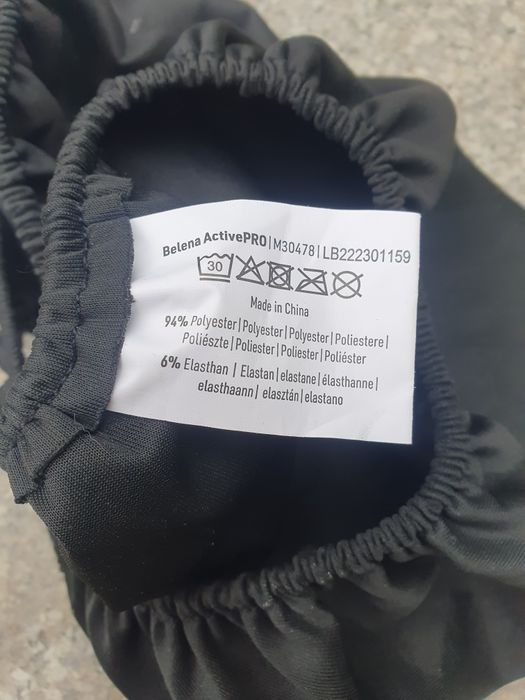 Belena ActivePRO|M30478|LB222301159
30
Made in China
94% Polyester|Polyester|Polyester|Poliestere|
Poliészte|Poliester|Poliester|Poliéster
6% Elasthan|Elastan|elastane|élasthanne|
elasthaann|elasztán|elastano